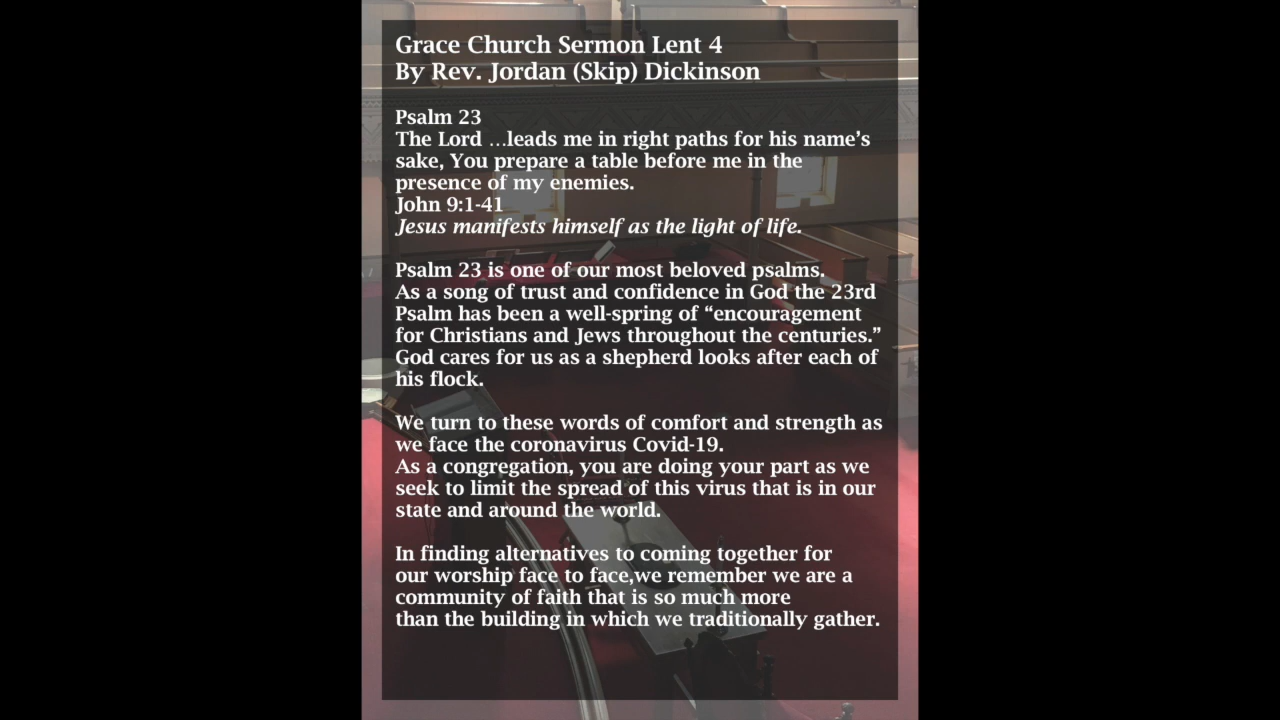 Grace Church Sermon Lent 4
By Rev. Jordan (Skip) Dickinson
Psalm 23
The Lord …leads me in right paths for his name’s
sake, You prepare a table before me in the
presence of my enemies.
John 9:1-41
Jesus manifests himself as the light of life.
Psalm 23 is one of our most beloved psalms.
As a song of trust and confidence in God the 23rd
Psalm has been a well-spring of “encouragement
for Christians and Jews throughout the centuries.”
God cares for us as a shepherd looks after each of
his flock.
We turn to these words of comfort and strength as
we face the coronavirus Covid-19.
As a congregation, you are doing your part as we
seek to limit the spread of this virus that is in our
state and around the world.
In finding alternatives to coming together for
our worship face to face,we remember we are a
community of faith that is so much more
than the building in which we traditionally gather.